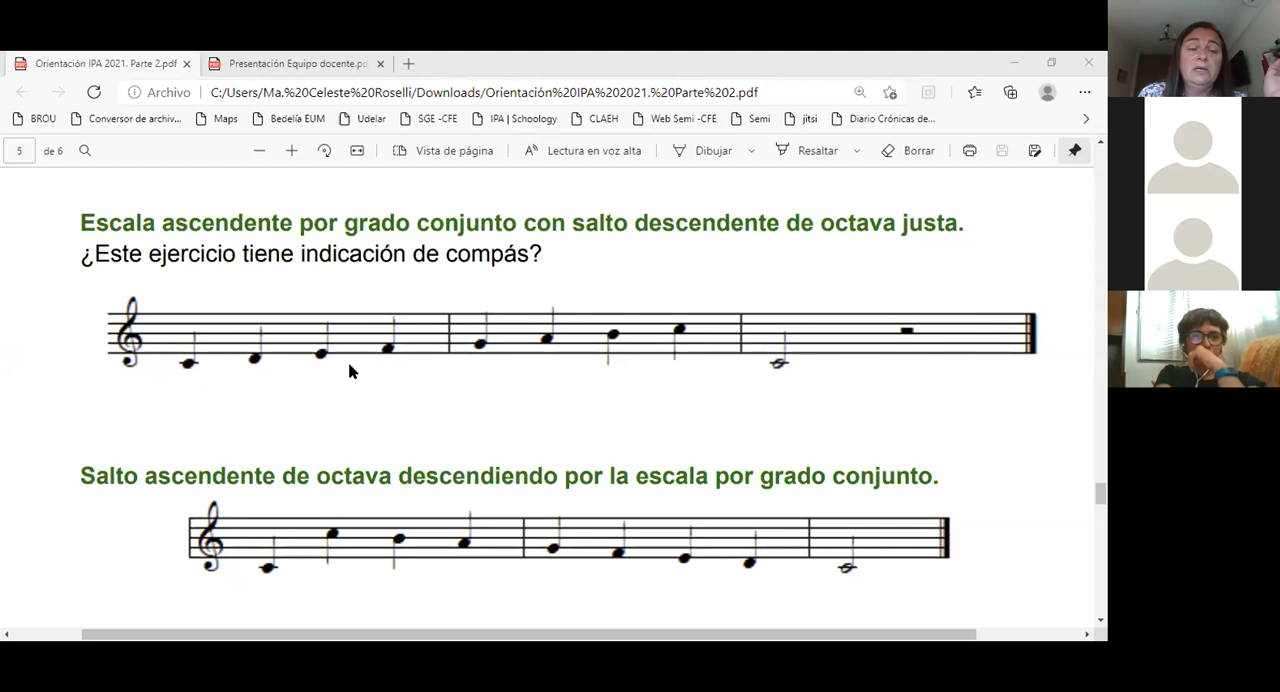 Orientación IPA 2021. Parte 2.pdf
Presentación Equipo docente.pd
Archivo
C:/Users/Ma.%20Celeste%20Roselli/Downloads/Orientación%20IPA%202021.%20Parte%202.pdf
BROU
Conversor de archiv...
Maps
Bedelía EUM
Udelar
SGE -CFE
IPA | Schoology
CLAEH
Web Semi -CFE
Semi
jitsi
Diario Crónicas de...
5 de 6
Vista de página
Lectura en voz alta
Dibujar
Resaltar
Borrar
Escala ascendente por grado conjunto con salto descendente de octava justa.
¿Este ejercicio tiene indicación de compás?
Salto ascendente de octava descendiendo por la escala por grado conjunto.